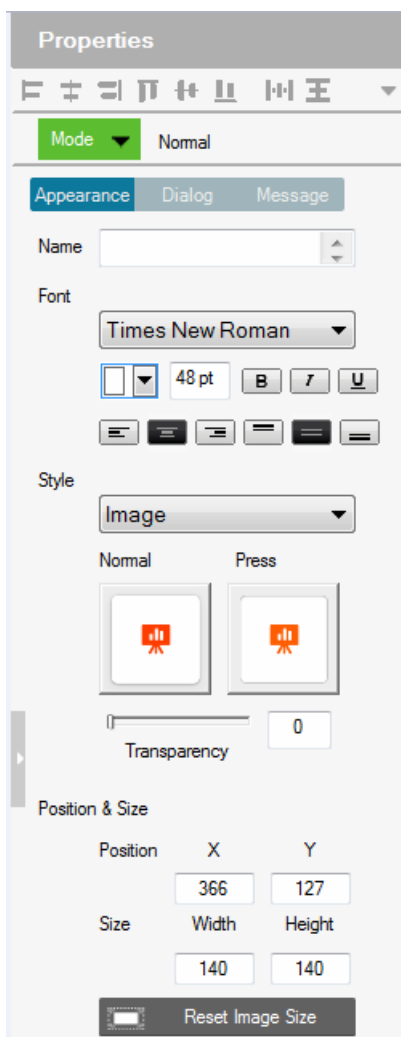 Properties
Mode Normal
Appearance Dialog Message
Name
Font
Times New Roman
48 pt B I U
Style
Image
Normal Press
0
Transparency
Position & Size
Position X Y
366 127
Size Width Height
140 140
Reset Image Size